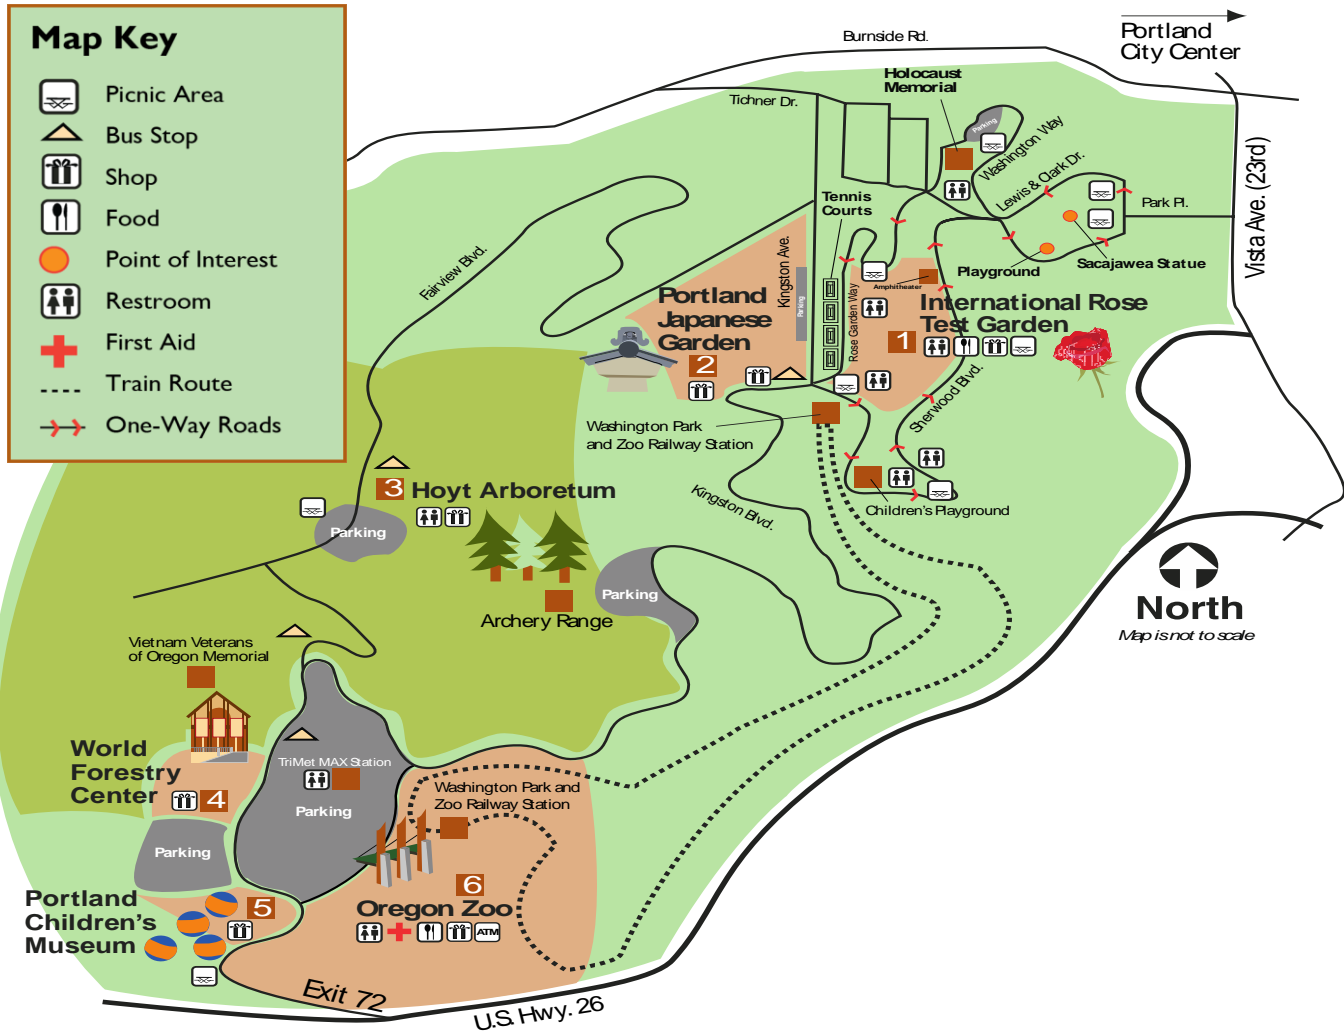 Map Key
Picnic Area
Bus Stop
Shop
Food
Point of Interest
Restroom
First Aid
Train Route
One-Way Roads
Portland
City Center
Burnside Rd.
Tichner Dr.
Holocaust
Memorial
Parking
Washington Way
Lewis & Clark Dr.
Park Pl.
Vista Ave. (23rd)
Tennis
Courts
Kingston Ave.
Parking
Rose Garden Way
Playground
Sacajawea Statue
Amphitheater
International Rose
Test Garden
1
Sherwood Blvd.
Fairview Blvd.
Portland
Japanese
Garden
2
Washington Park
and Zoo Railway Station
Kingston Blvd.
Children's Playground
3
Hoyt Arboretum
Parking
Parking
Archery Range
North
Map is not to scale
Vietnam Veterans
of Oregon Memorial
World
Forestry
Center
4
TriMet MAX Station
Parking
Parking
Washington Park and
Zoo Railway Station
Portland
Children's
Museum
5
6
Oregon Zoo
ATM
Exit 72
U.S. Hwy. 26